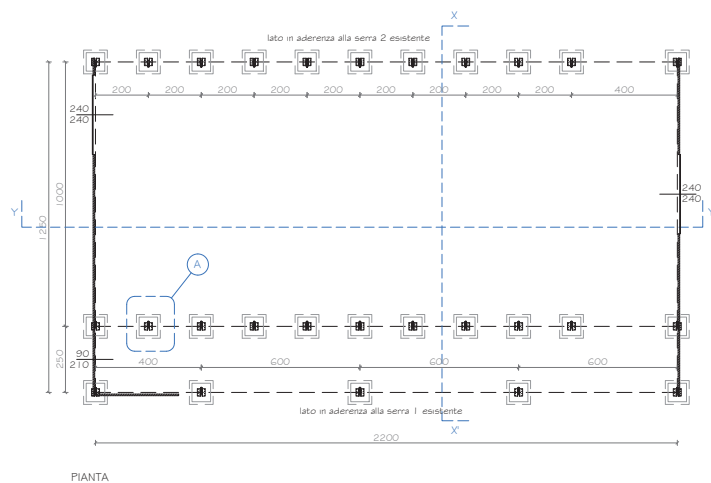 X
lato in aderenza alla serra 2 esistente
200 200 200 200 200 200 200 200 200 400
240
240
240
240
1000
Y
Y
1250
A
90
210
250
400 600 600 600
lato in aderenza alla serra 1 esistente
X'
2200
PIANTA